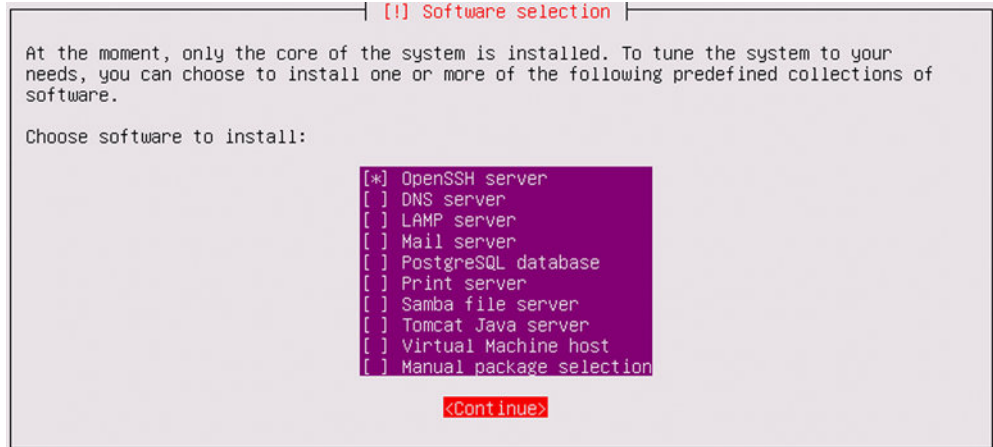 [!] Software selection
At the moment, only the core of the system is installed. To tune the system to your
needs, you can choose to install one or more of the following predefined collections of
software.
Choose software to install:
[*] OpenSSH server
[ ] DNS server
[ ] LAMP server
[ ] Mail server
[ ] PostgreSQL database
[ ] Print server
[ ] Samba file server
[ ] Tomcat Java server
[ ] Virtual Machine host
[ ] Manual package selection
<Continue>